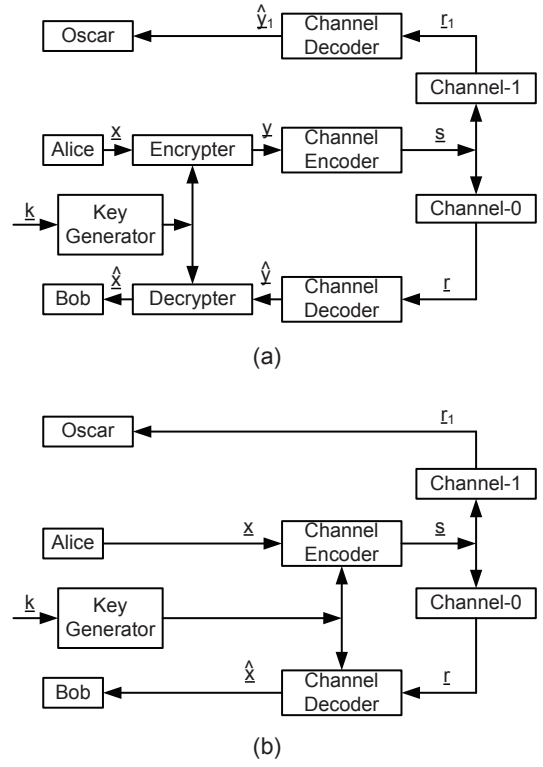 Oscar
ŷ₁
Channel
Decoder
r₁
Channel-1
Alice
x
Encrypter
y
Channel
Encoder
s
k
Key
Generator
Channel-0
Bob
x̂
Decrypter
ŷ
Channel
Decoder
r
(a)
Oscar
r₁
Channel-1
Alice
x
Channel
Encoder
s
k
Key
Generator
Channel-0
Bob
x̂
Channel
Decoder
r
(b)